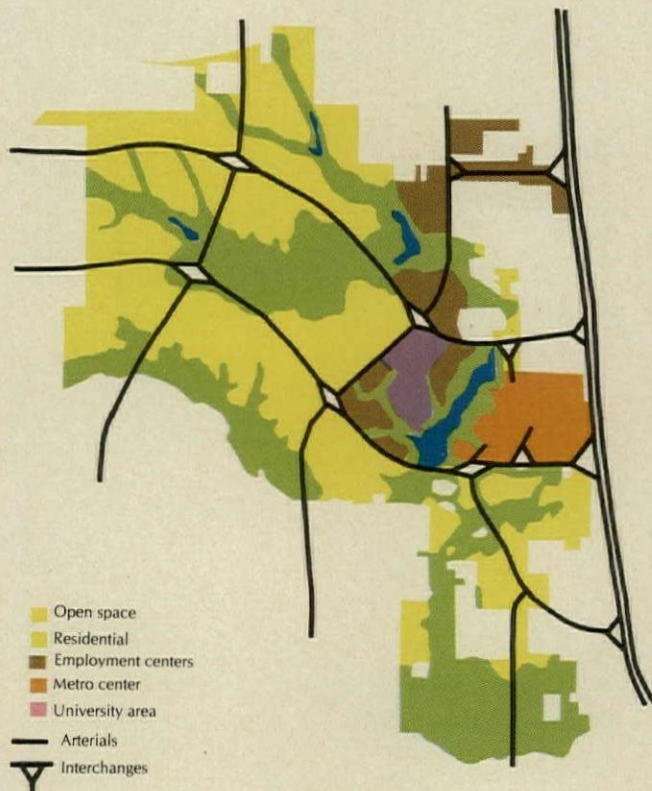 Open space
Residential
Employment centers
Metro center
University area
Arterials
Interchanges